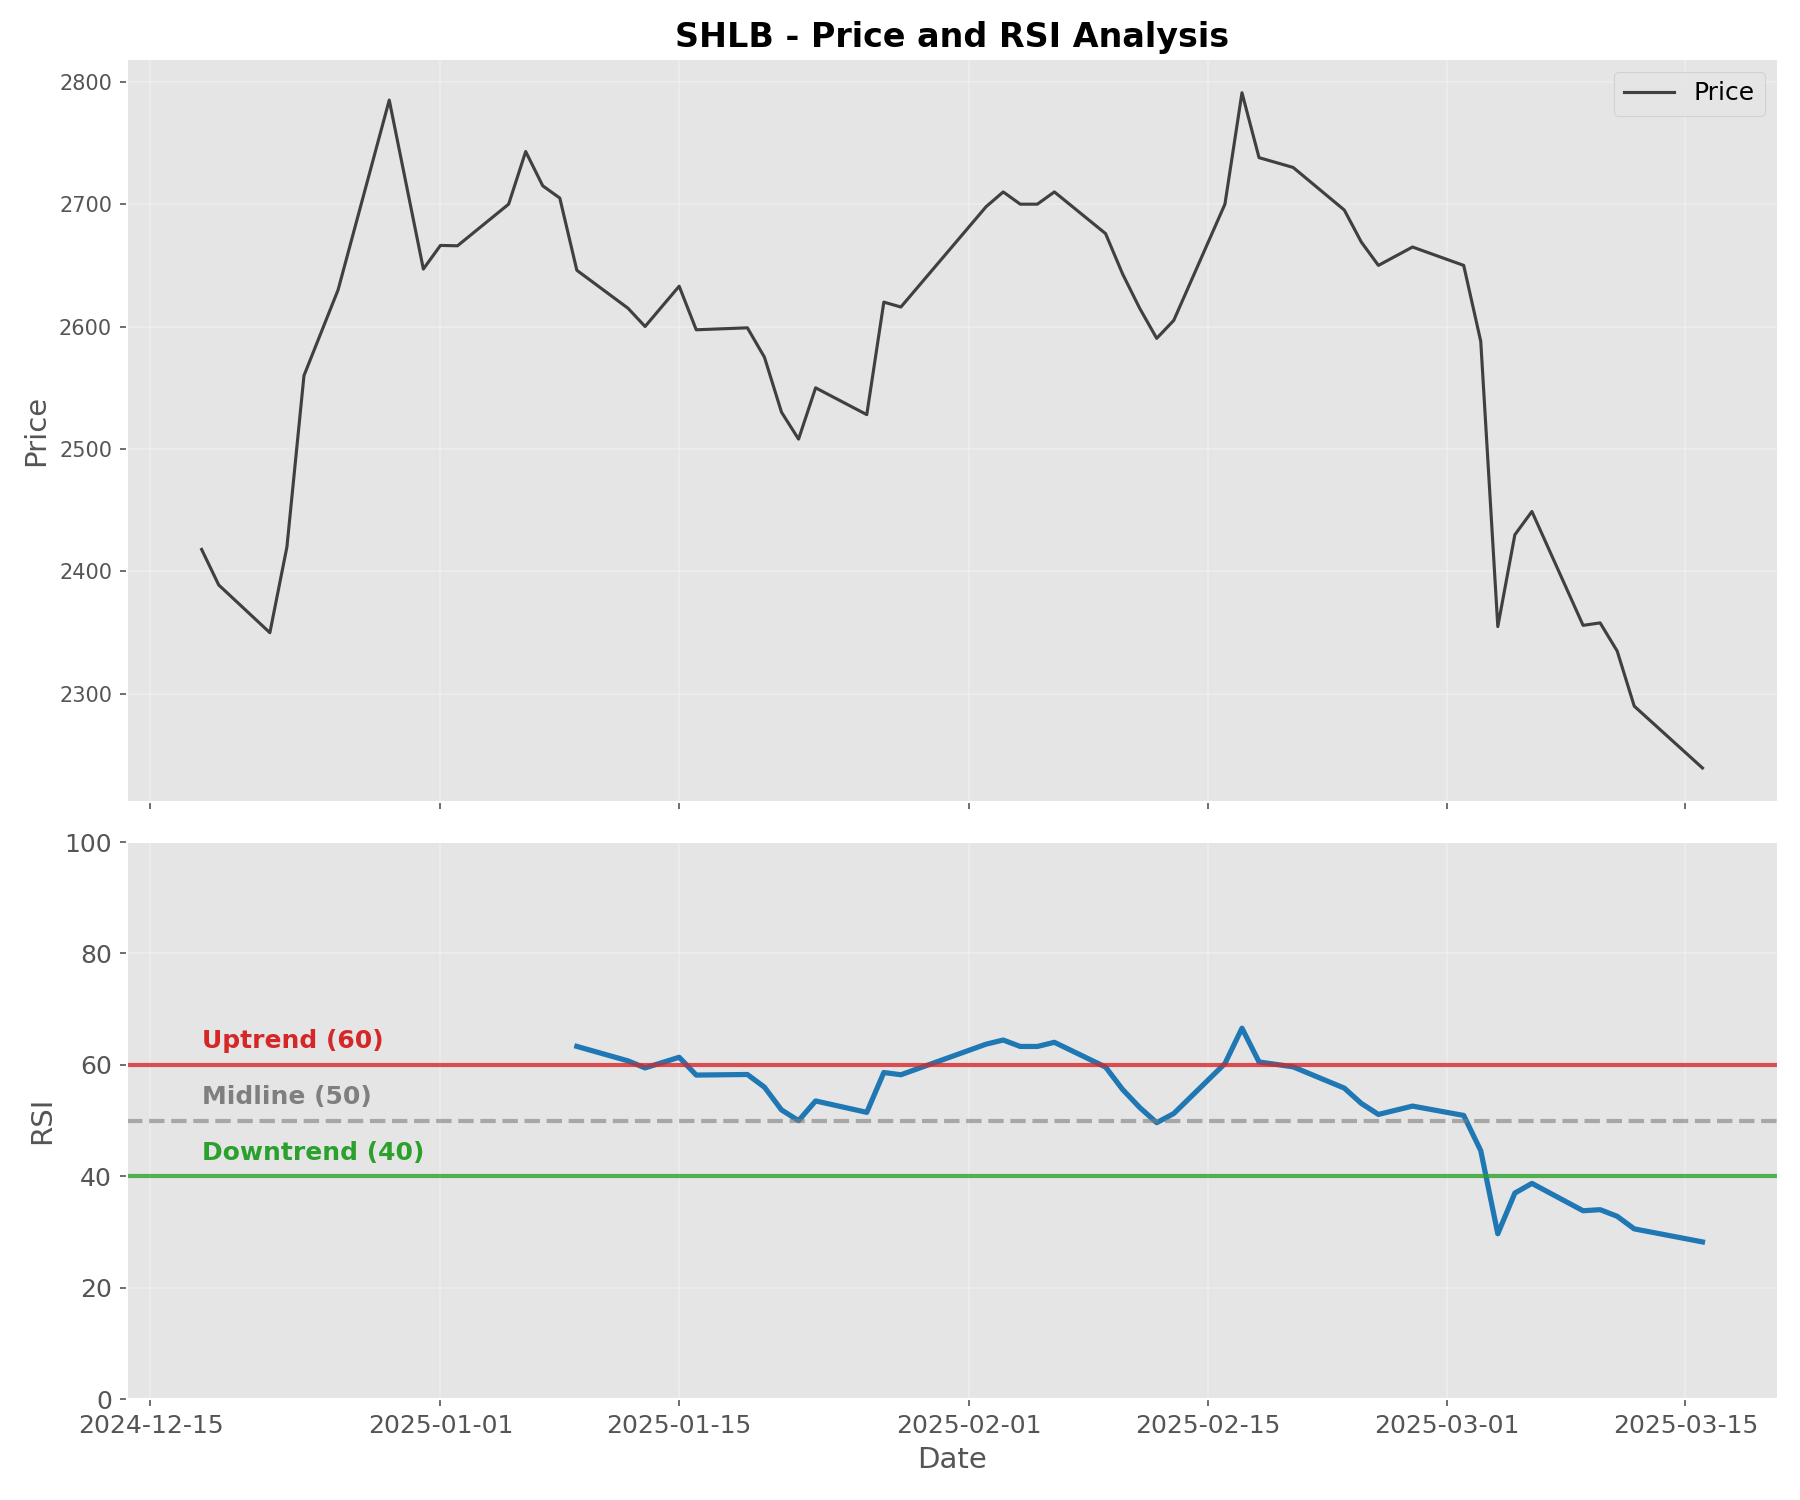 SHLB - Price and RSI Analysis
Price
Price
2800
2700
2600
2500
2400
2300
RSI
100
80
60
40
20
0
Uptrend (60)
Midline (50)
Downtrend (40)
2024-12-15 2025-01-01 2025-01-15 2025-02-01 2025-02-15 2025-03-01 2025-03-15
Date